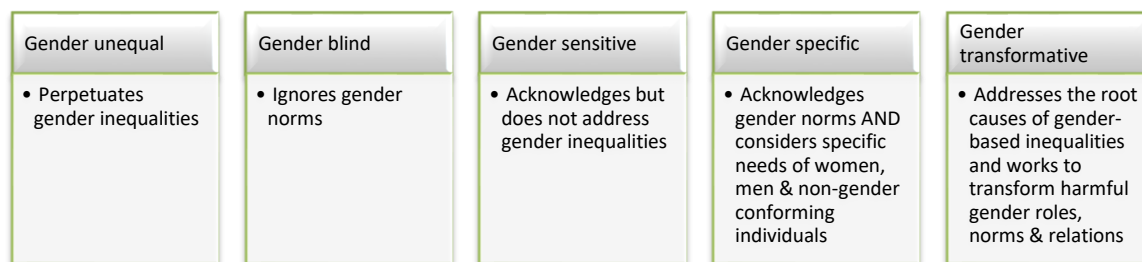 Gender unequal
• Perpetuates
gender inequalities
Gender blind
• Ignores gender
norms
Gender sensitive
• Acknowledges but
does not address
gender inequalities
Gender specific
• Acknowledges
gender norms AND
considers specific
needs of women,
men & non-gender
conforming
individuals
Gender
transformative
• Addresses the root
causes of gender-
based inequalities
and works to
transform harmful
gender roles,
norms & relations